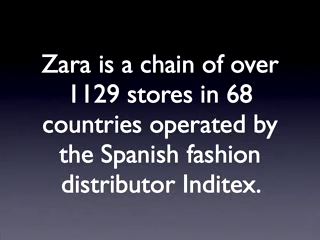 Zara is a chain of over
1129 stores in 68
countries operated by
the Spanish fashion
distributor Inditex.